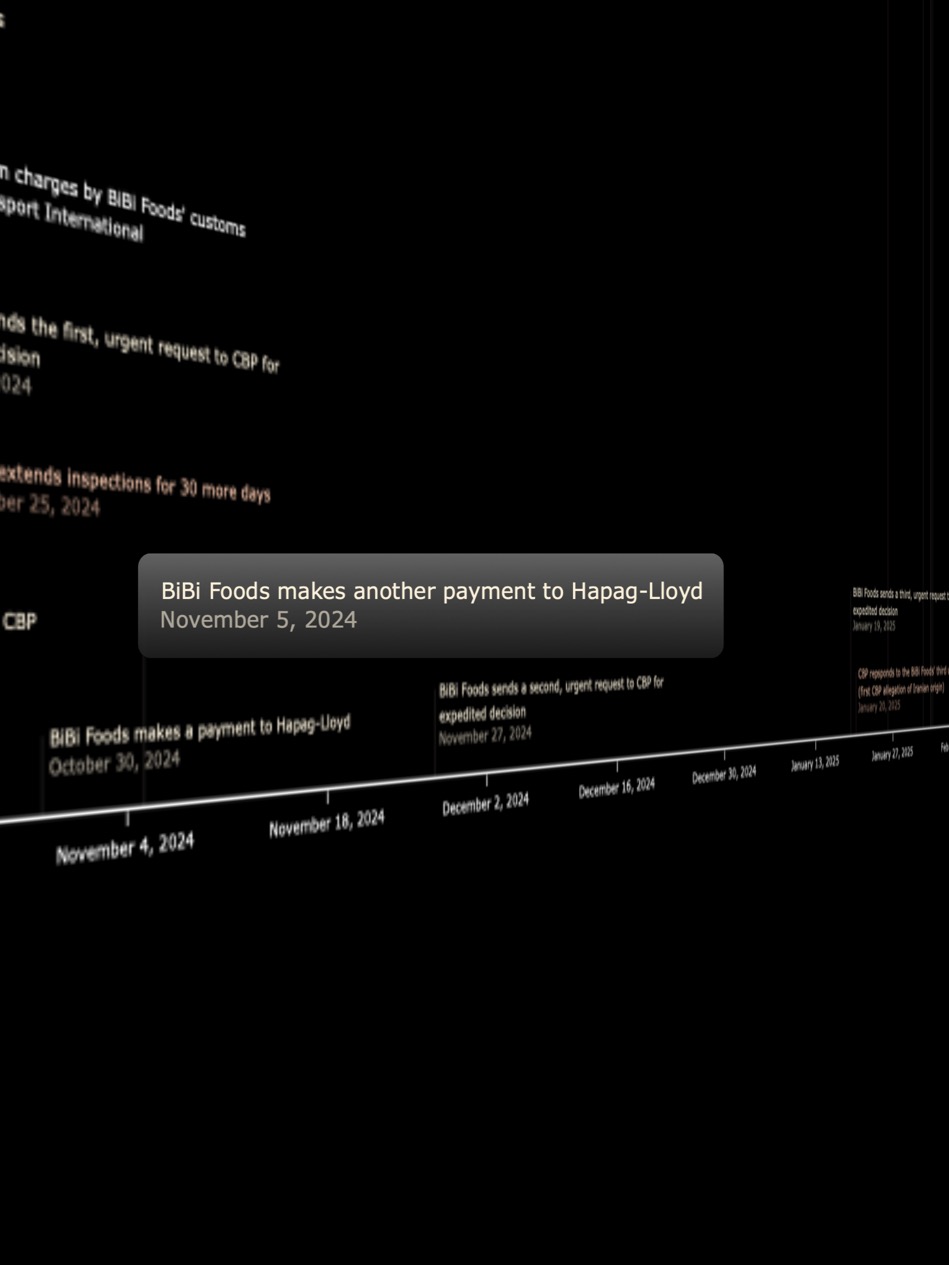 s
n charges by BiBi Foods' customs
sport International
nds the first, urgent request to CBP for
ision
2024
extends inspections for 30 more days
ber 25, 2024
BiBi Foods makes another payment to Hapag-Lloyd
November 5, 2024
CBP
BiBi Foods sends a third, urgent request
expedited decision
January 19, 2025
CBP repsponds to the BiBi Foods' third
(first CBP allegation of Iranian origin)
January 20, 2025
BiBi Foods sends a second, urgent request to CBP for
expedited decision
November 27, 2024
BiBi Foods makes a payment to Hapag-Lloyd
October 30, 2024
November 4, 2024
November 18, 2024
December 2, 2024
December 16, 2024
December 30, 2024
January 13, 2025
January 27, 2025
Feb